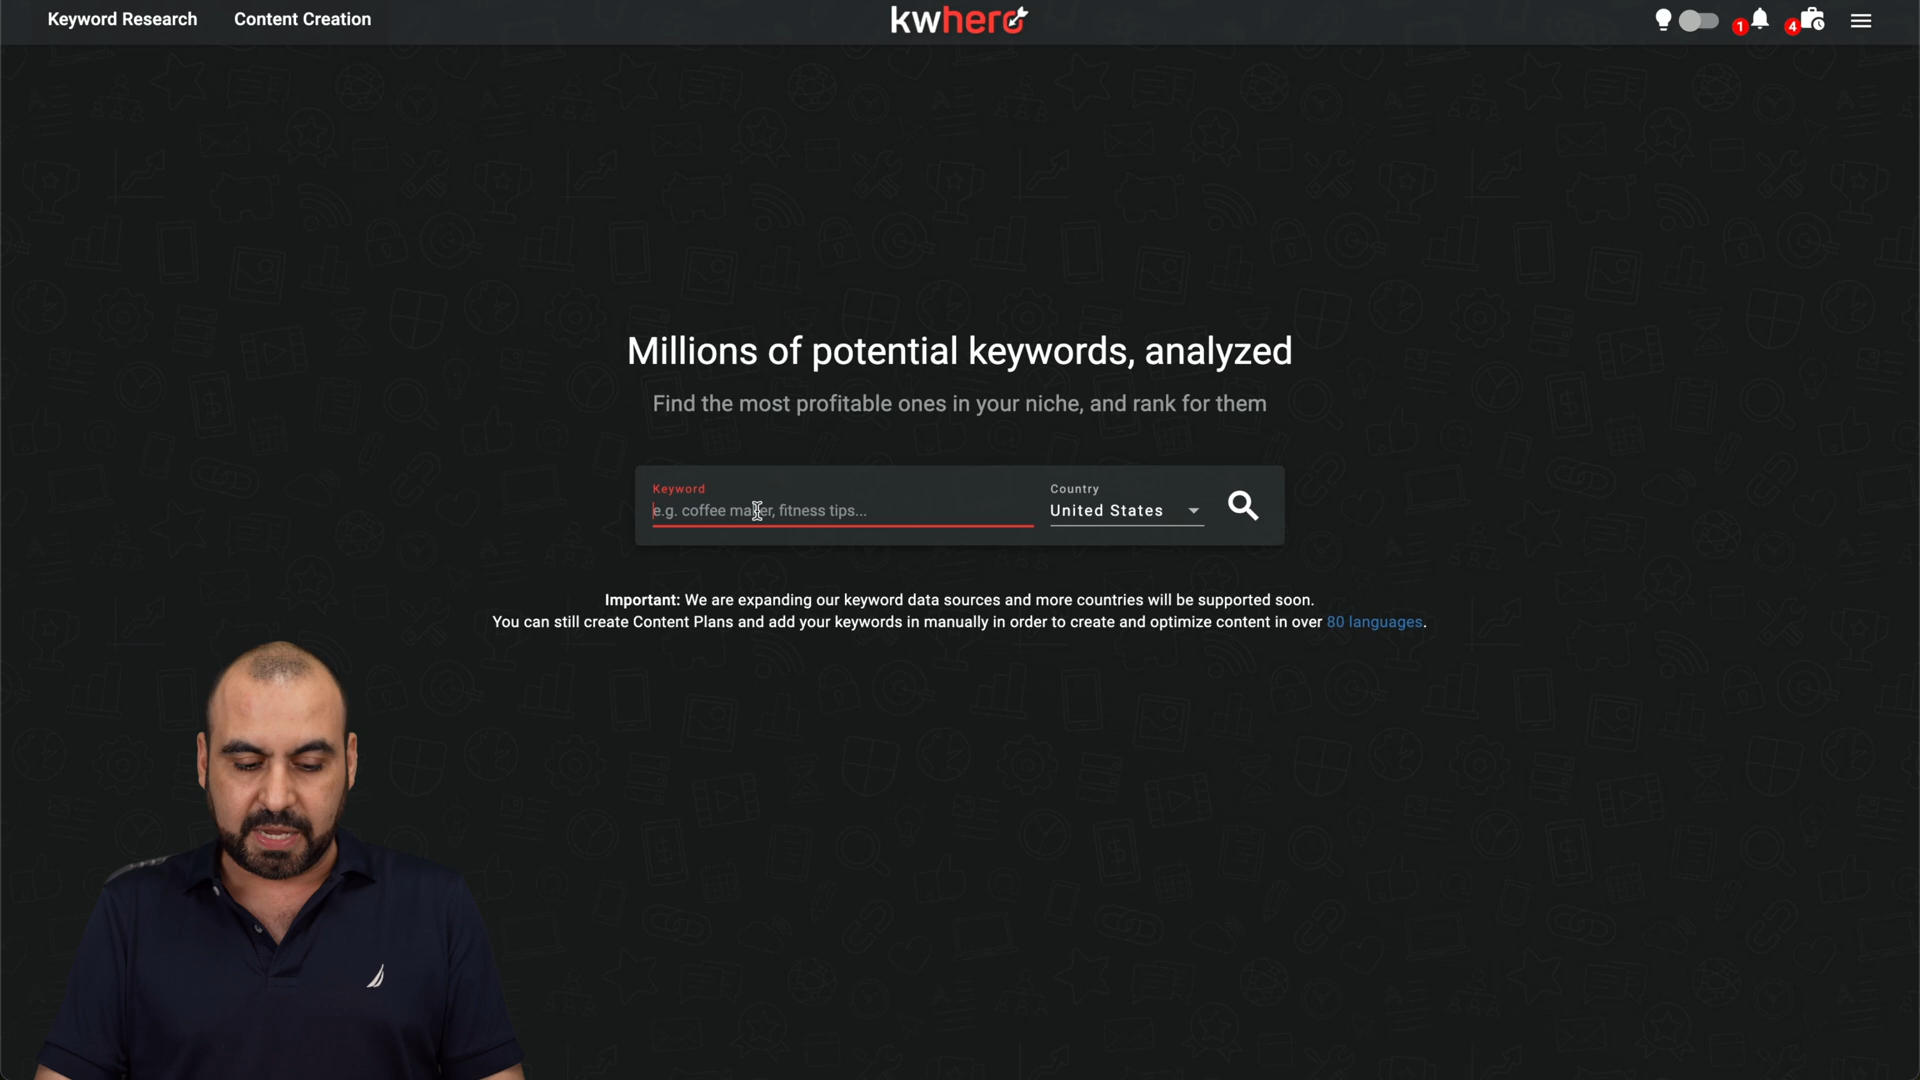 Keyword Research
Content Creation
kwhero
1
4
Millions of potential keywords, analyzed
Find the most profitable ones in your niche, and rank for them
Keyword
e.g. coffee maker, fitness tips...
Country
United States
Important: We are expanding our keyword data sources and more countries will be supported soon.
You can still create Content Plans and add your keywords in manually in order to create and optimize content in over 80 languages.